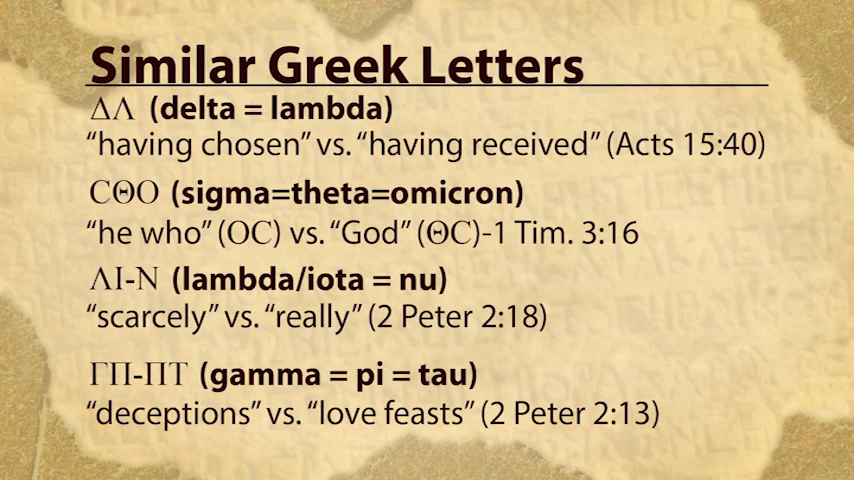 Similar Greek Letters
ΔΛ (delta = lambda)
“having chosen” vs. “having received” (Acts 15:40)
CΘO (sigma=theta=omicron)
“he who” (OC) vs. “God” (ΘC)-1 Tim. 3:16
ΛI-N (lambda/iota = nu)
“scarcely” vs. “really” (2 Peter 2:18)
ΓΠ-ΠT (gamma = pi = tau)
“deceptions” vs. “love feasts” (2 Peter 2:13)